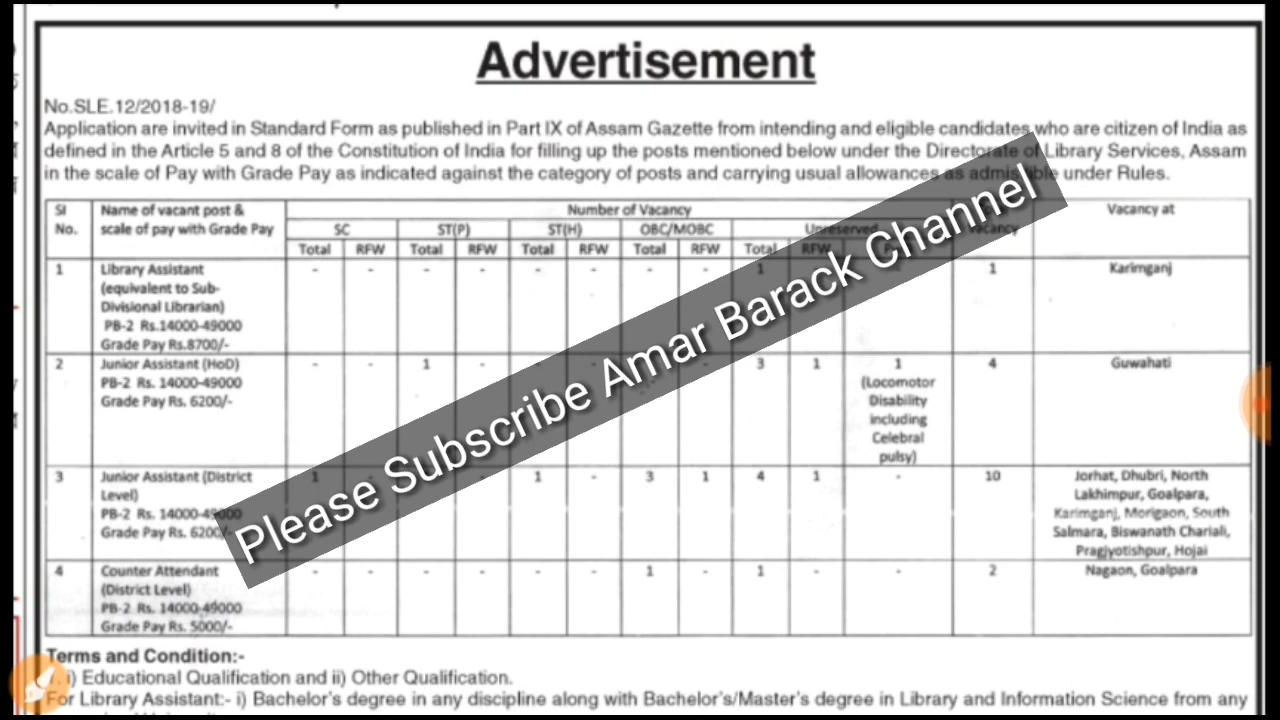 Advertisement
No.SLE.12/2018-19/
Application are invited in Standard Form as published in Part IX of Assam Gazette from intending and eligible candidates who are citizen of India as
defined in the Article 5 and 8 of the Constitution of India for filling up the posts mentioned below under the Directorate of Library Services, Assam
in the scale of Pay with Grade Pay as indicated against the category of posts and carrying usual allowances as admissible under Rules.
Sl No. Name of vacant post & scale of pay with Grade Pay Number of Vacancy Vacancy Vacancy at
SC ST(P) ST(H) OBC/MOBC Unreserved
Total RFW Total RFW Total RFW Total RFW Total RFW
1 Library Assistant - - - - - - - - 1 1 Karimganj
(equivalent to Sub-
Divisional Librarian)
PB-2 Rs.14000-49000
Grade Pay Rs.8700/-
2 Junior Assistant (HoD) - - 1 - - 3 1 1 4 Guwahati
PB-2 Rs. 14000-49000 (Locomotor
Grade Pay Rs. 6200/- Disability
including
Celebral
pulsy)
3 Junior Assistant (District 1 1 - 3 1 4 1 - 10 Jorhat, Dhubri, North
Level) Lakhimpur, Goalpara,
PB-2 Rs. 14000-49000 Karimganj, Morigaon, South
Grade Pay Rs. 6200/- Salmara, Biswanath Chariali,
Pragjyotishpur, Hojai
4 Counter Attendant - - - - - - 1 - 1 - - 2 Nagaon, Goalpara
(District Level)
PB-2 Rs. 14000-49000
Grade Pay Rs. 5000/-
Please Subscribe Amar Barack Channel
Terms and Condition:-
i) Educational Qualification and ii) Other Qualification.
For Library Assistant:- i) Bachelor's degree in any discipline along with Bachelor's/Master's degree in Library and Information Science from any